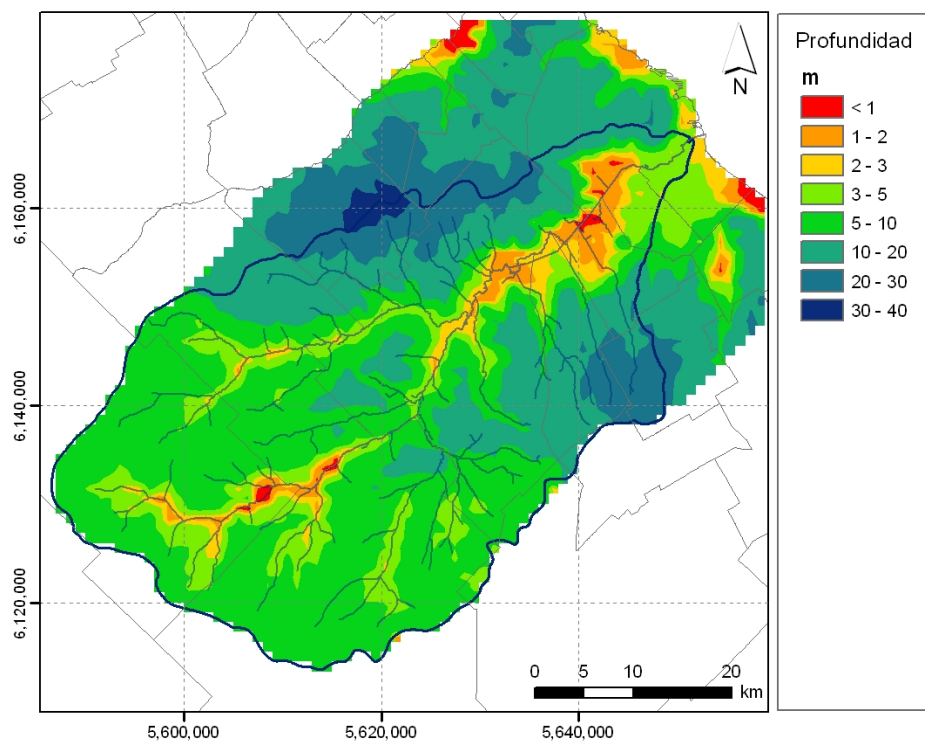 N
6,160,000
6,140,000
6,120,000
5,600,000
5,620,000
5,640,000
0 5 10 20
km
Profundidad
m
< 1
1 - 2
2 - 3
3 - 5
5 - 10
10 - 20
20 - 30
30 - 40